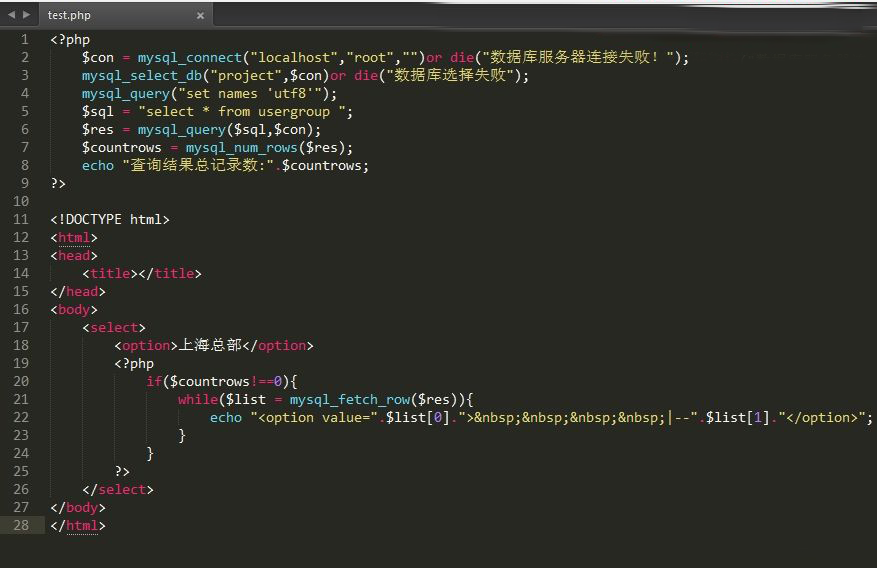 test.php
1 <?php
2 $con = mysql_connect("localhost","root","")or die("数据库服务器连接失败！");
3 mysql_select_db("project",$con)or die("数据库选择失败");
4 mysql_query("set names 'utf8'");
5 $sql = "select * from usergroup ";
6 $res = mysql_query($sql,$con);
7 $countrows = mysql_num_rows($res);
8 echo "查询结果总记录数:".$countrows;
9 ?>
10
11 <!DOCTYPE html>
12 <html>
13 <head>
14 <title></title>
15 </head>
16 <body>
17 <select>
18 <option>上海总部</option>
19 <?php
20 if($countrows!==0){
21 while($list = mysql_fetch_row($res)){
22 echo "<option value=".$list[0].">&nbsp;&nbsp;&nbsp;&nbsp;|--".$list[1]."</option>";
23 }
24 }
25 ?>
26 </select>
27 </body>
28 </html>